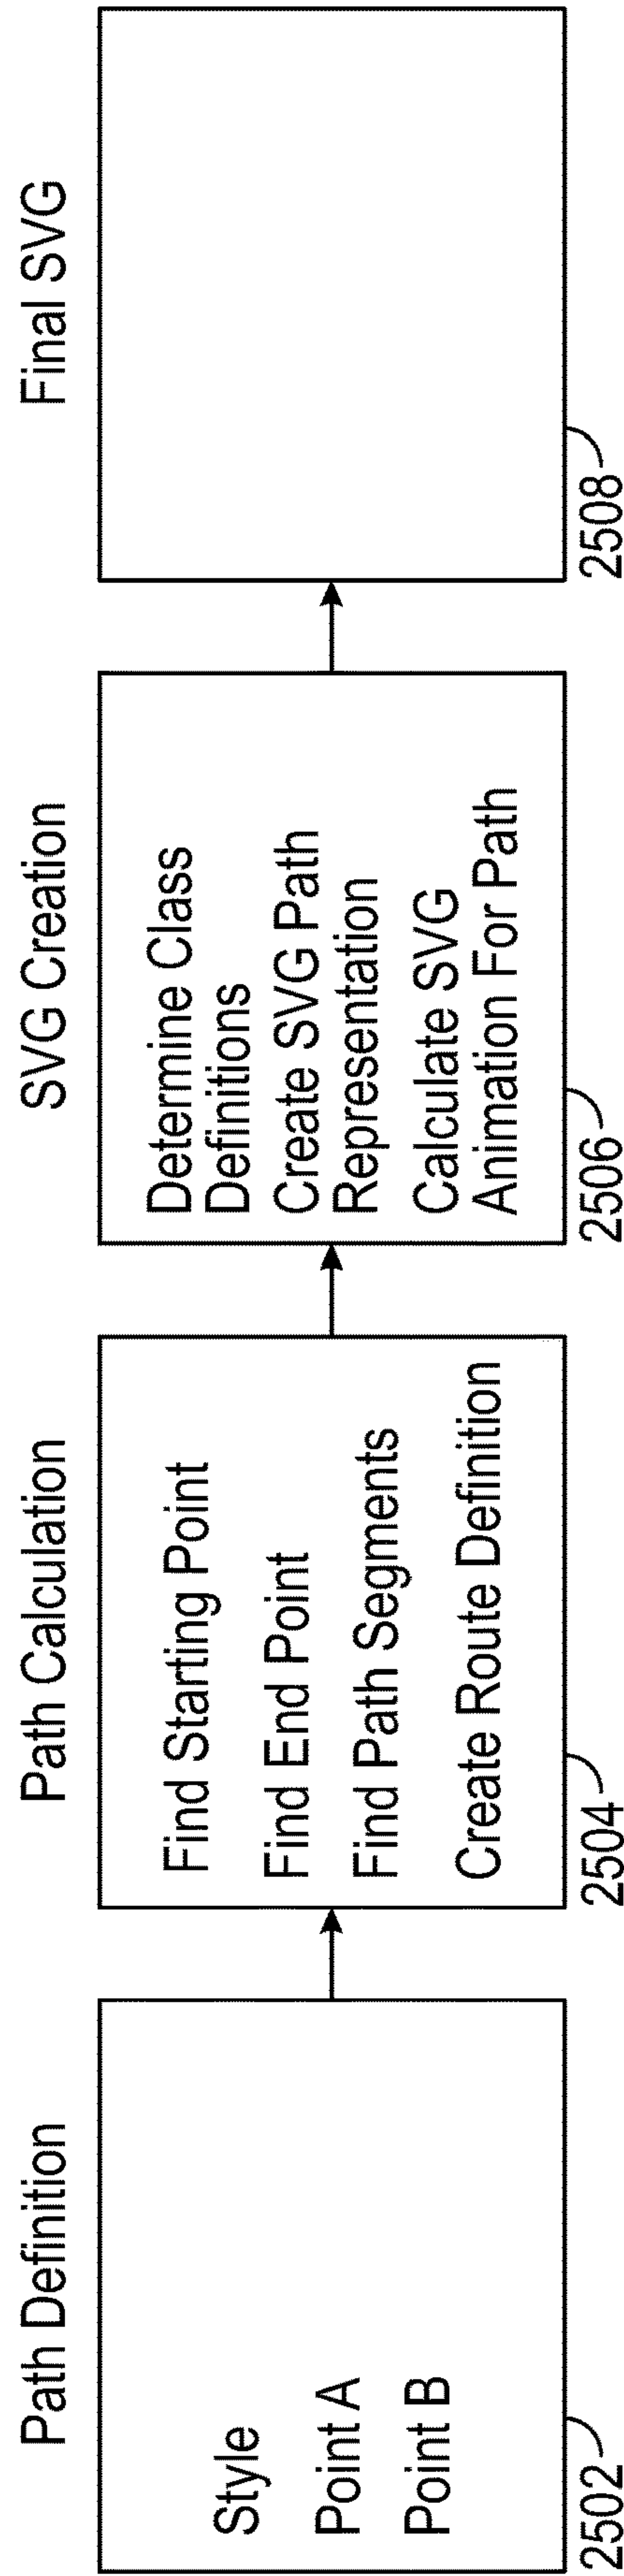 Path Definition
Style
Point A
Point B
2502
Path Calculation
Find Starting Point
Find End Point
Find Path Segments
Create Route Definition
2504
SVG Creation
Determine Class
Definitions
Create SVG Path
Representation
Calculate SVG
Animation For Path
2506
Final SVG
2508